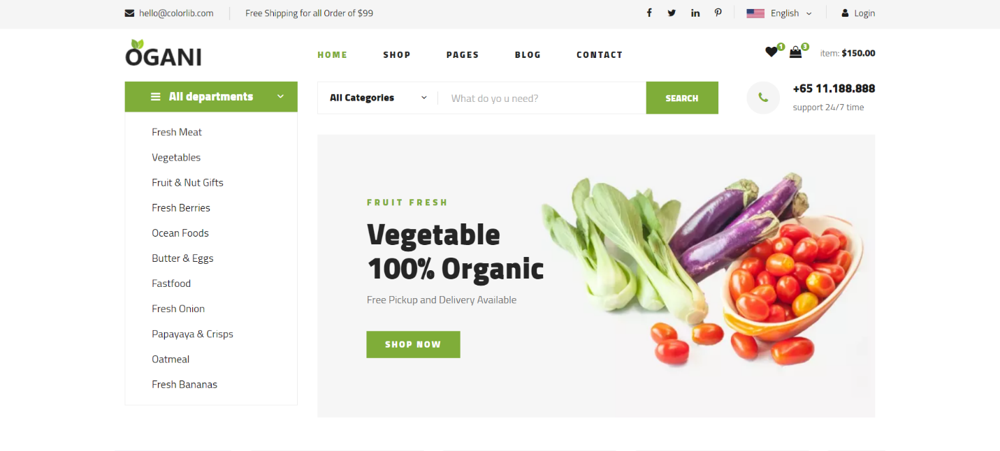 hello@colorlib.com
Free Shipping for all Order of $99
English
Login
OGANI
HOME
SHOP
PAGES
BLOG
CONTACT
1
3
item: $150.00
All departments
All Categories
What do yo u need?
SEARCH
+65 11.188.888
support 24/7 time
Fresh Meat
Vegetables
Fruit & Nut Gifts
Fresh Berries
Ocean Foods
Butter & Eggs
Fastfood
Fresh Onion
Papayaya & Crisps
Oatmeal
Fresh Bananas
FRUIT FRESH
Vegetable
100% Organic
Free Pickup and Delivery Available
SHOP NOW